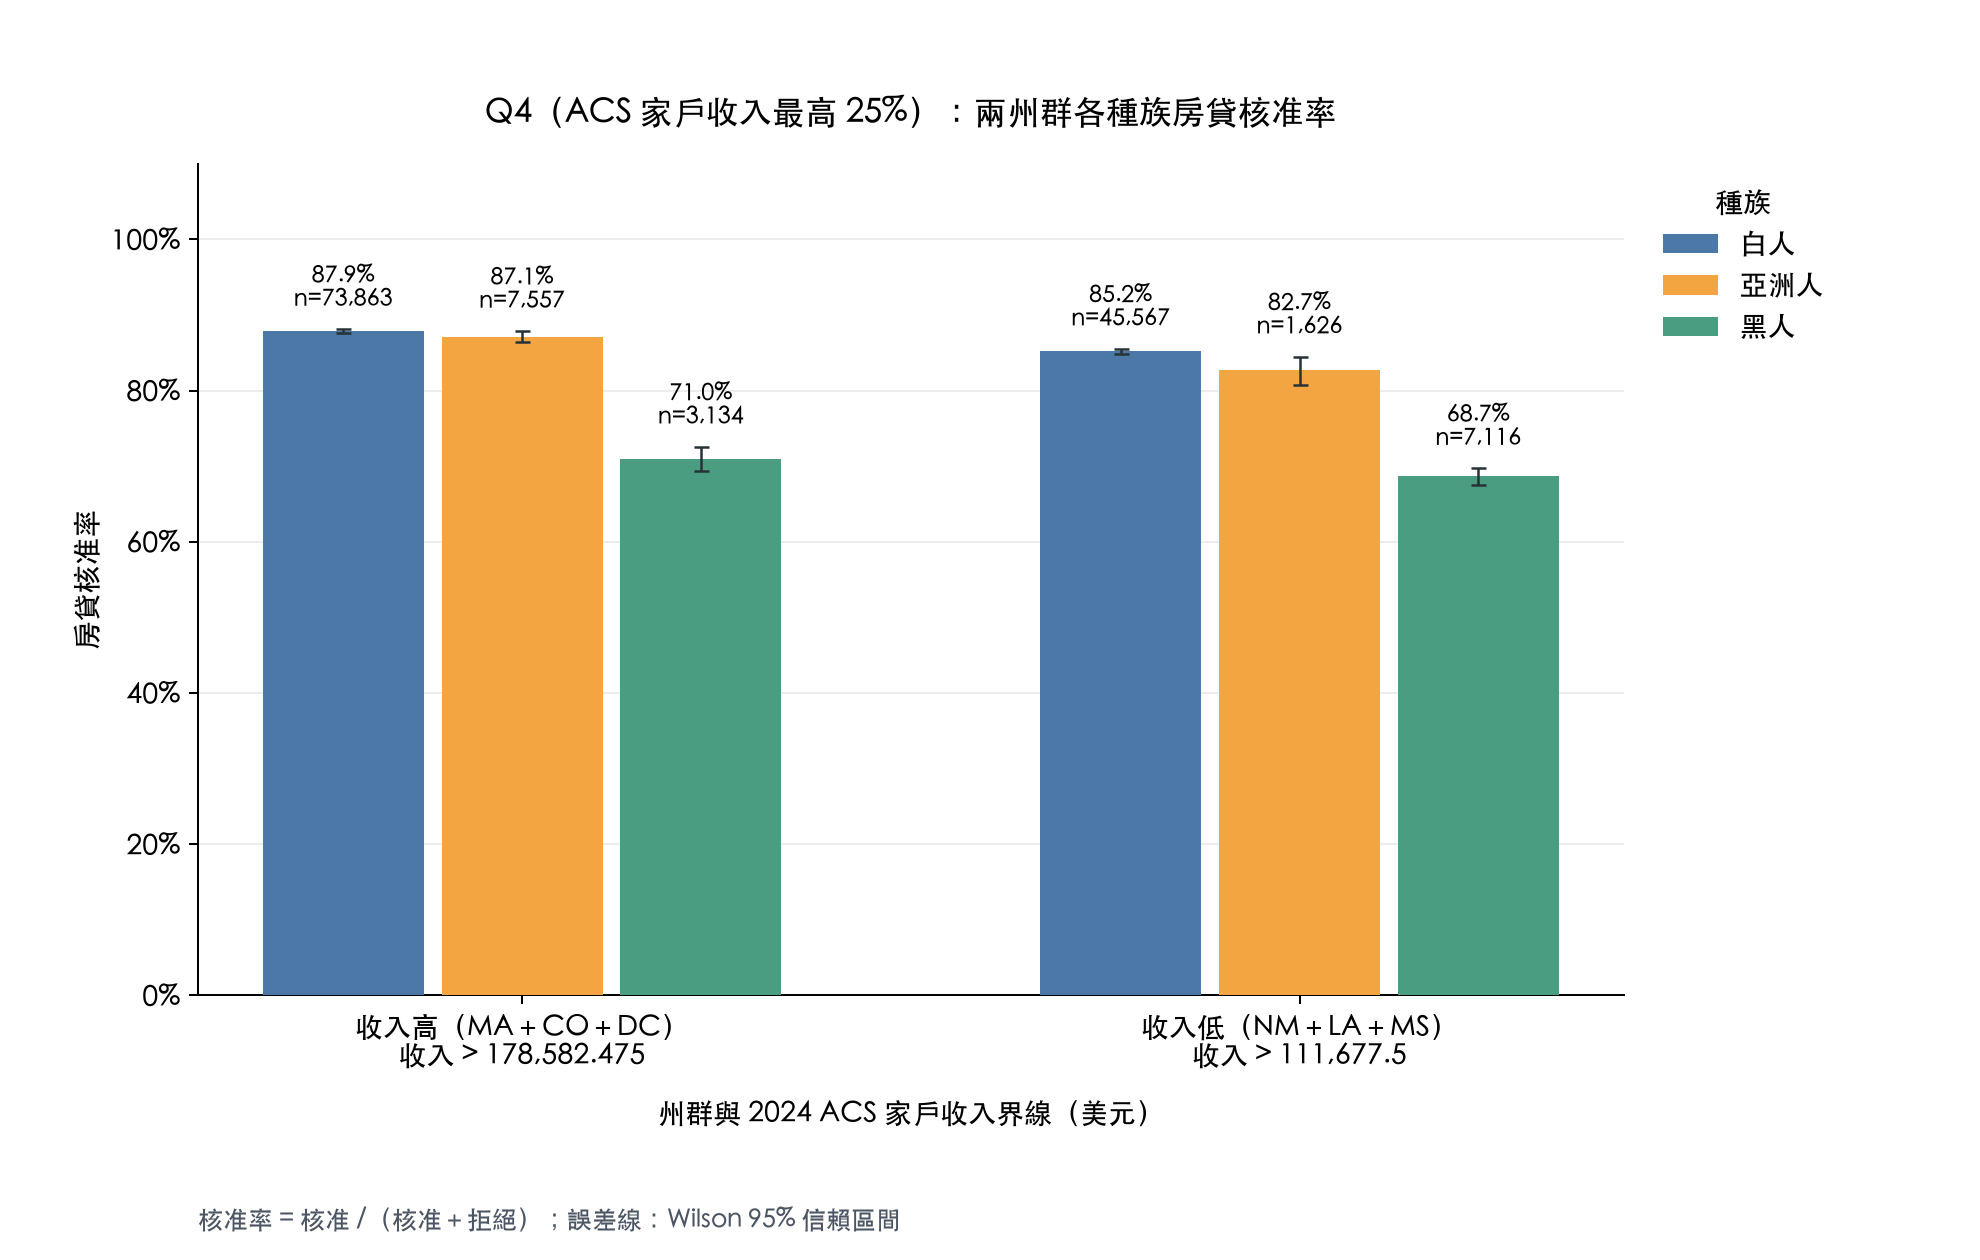 Q4（ACS 家戶收入最高 25%）：兩州群各種族房貸核准率
種族
白人
亞洲人
黑人
房貸核准率
100%
80%
60%
40%
20%
0%
87.9%
n=73,863
87.1%
n=7,557
71.0%
n=3,134
85.2%
n=45,567
82.7%
n=1,626
68.7%
n=7,116
收入高（MA + CO + DC）
收入 > 178,582.475
收入低（NM + LA + MS）
收入 > 111,677.5
州群與 2024 ACS 家戶收入界線（美元）
核准率 = 核准 /（核准 + 拒絕）；誤差線：Wilson 95% 信賴區間